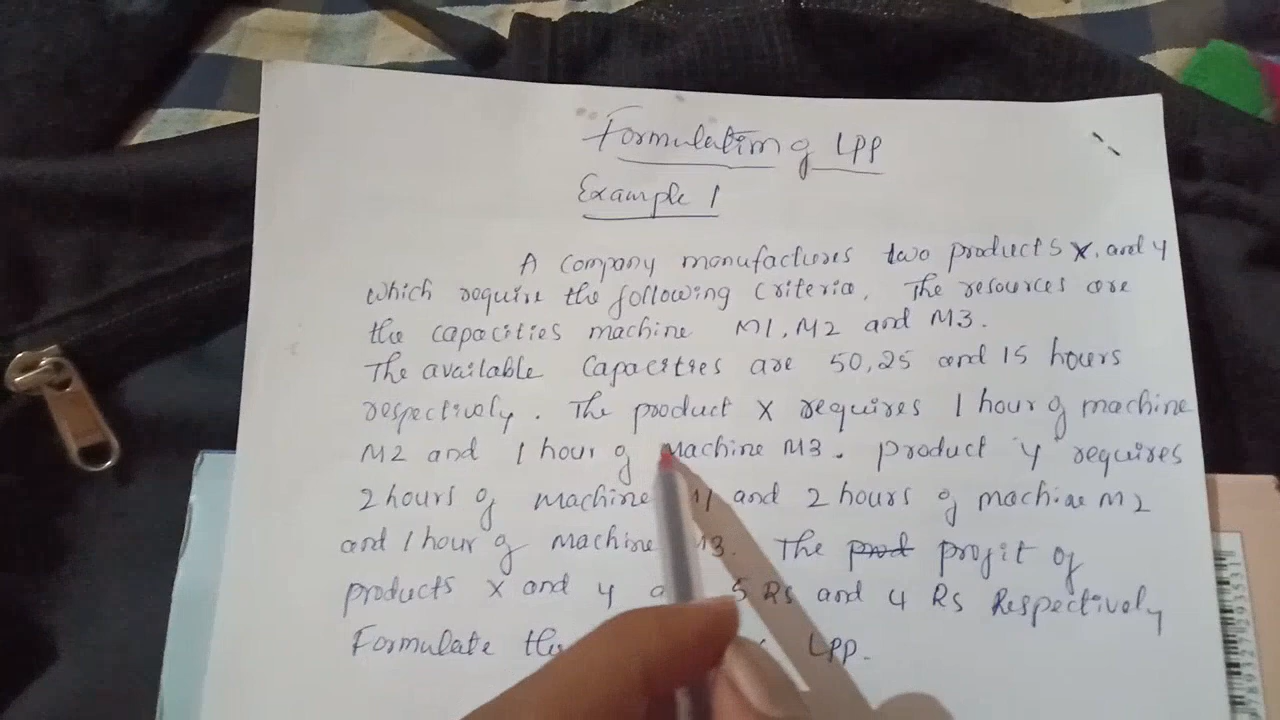 Formulation of LPP
Example 1
A company manufactures two products X, and Y
which require the following criteria. The resources are
the capacities machine M1, M2 and M3.
The available Capacities are 50, 25 and 15 hours
respectively. The product X requires 1 hour of machine
M2 and 1 hour of machine M3. product Y requires
2 hours of machine M1 and 2 hours of machine M2
and 1 hour of machine M3. The prod profit of
products X and Y 5 Rs and 4 Rs Respectively
Formulate LPP.